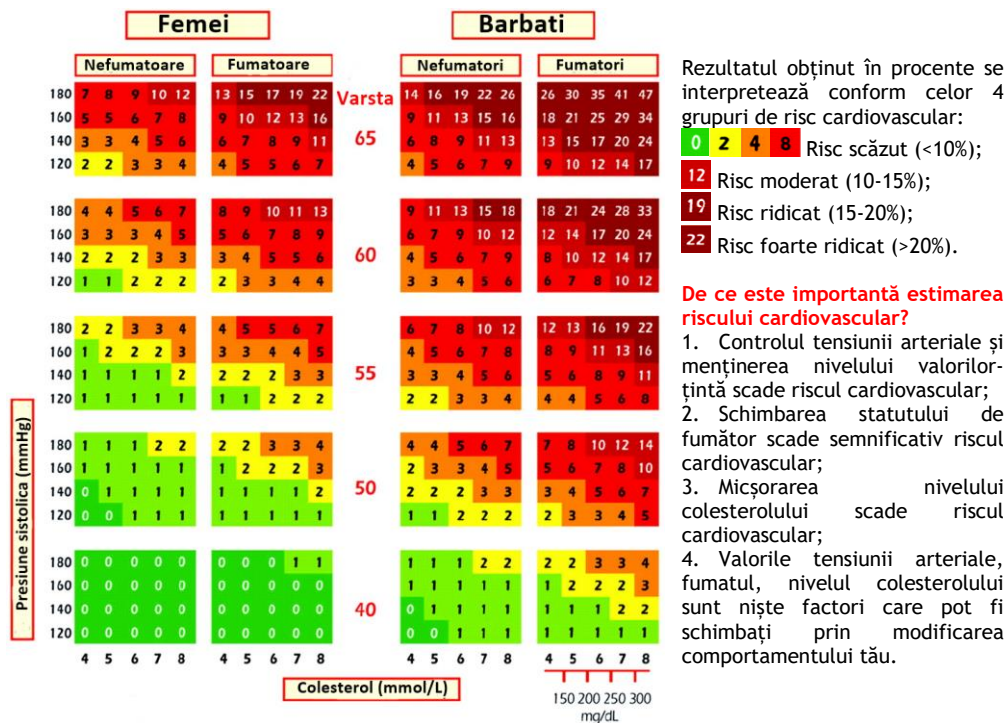 Femei
Barbati
Nefumatoare Fumatoare Nefumatori Fumatori
Varsta
180 7 8 9 10 12 13 15 17 19 22 14 16 19 22 26 26 30 35 41 47
160 5 5 6 7 8 9 10 12 13 16 9 11 13 15 16 18 21 25 29 34
65
140 3 3 4 5 6 6 7 8 9 11 6 8 9 11 13 13 15 17 20 24
120 2 2 3 3 4 4 5 5 6 7 4 5 6 7 9 9 10 12 14 17
180 4 4 5 6 7 8 9 10 11 13 9 11 13 15 18 18 21 24 28 33
160 3 3 3 4 5 5 6 7 8 9 6 7 9 10 12 12 14 17 20 24
60
140 2 2 2 3 3 3 4 5 5 6 4 5 6 7 9 8 10 12 14 17
120 1 1 2 2 2 2 3 3 4 4 3 3 4 5 6 6 7 8 10 12
180 2 2 3 3 4 4 5 5 6 7 6 7 8 10 12 12 13 16 19 22
160 1 2 2 2 3 3 3 4 4 5 4 5 6 7 8 8 9 11 13 16
55
140 1 1 1 1 2 2 2 2 3 3 3 3 4 5 6 5 6 8 9 11
120 1 1 1 1 1 1 1 2 2 2 2 2 3 3 4 4 4 5 6 8
180 1 1 1 2 2 2 2 3 3 4 4 4 5 6 7 7 8 10 12 14
160 1 1 1 1 1 1 2 2 2 3 2 3 3 4 5 5 6 7 8 10
50
140 0 1 1 1 1 1 1 1 1 2 2 2 2 3 3 3 4 5 6 7
120 0 0 1 1 1 1 1 1 1 1 1 1 2 2 2 2 3 3 4 5
180 0 0 0 0 0 0 0 0 1 1 1 1 1 2 2 2 2 3 3 4
160 0 0 0 0 0 0 0 0 0 0 1 1 1 1 1 1 2 2 2 3
40
140 0 0 0 0 0 0 0 0 0 0 0 1 1 1 1 1 1 1 2 2
120 0 0 0 0 0 0 0 0 0 0 0 0 1 1 1 1 1 1 1 1
4 5 6 7 8 4 5 6 7 8 4 5 6 7 8 4 5 6 7 8
Presiune sistolica (mmHg)
Colesterol (mmol/L)
150 200 250 300
mg/dL
Rezultatul obținut în procente se
interpretează conform celor 4
grupuri de risc cardiovascular:
0 2 4 8 Risc scăzut (<10%);
12 Risc moderat (10-15%);
19 Risc ridicat (15-20%);
22 Risc foarte ridicat (>20%).
De ce este importantă estimarea
riscului cardiovascular?
1. Controlul tensiunii arteriale și
menținerea nivelului valorilor-
țintă scade riscul cardiovascular;
2. Schimbarea statutului de
fumător scade semnificativ riscul
cardiovascular;
3. Micșorarea nivelului
colesterolului scade riscul
cardiovascular;
4. Valorile tensiunii arteriale,
fumatul, nivelul colesterolului
sunt niște factori care pot fi
schimbați prin modificarea
comportamentului tău.